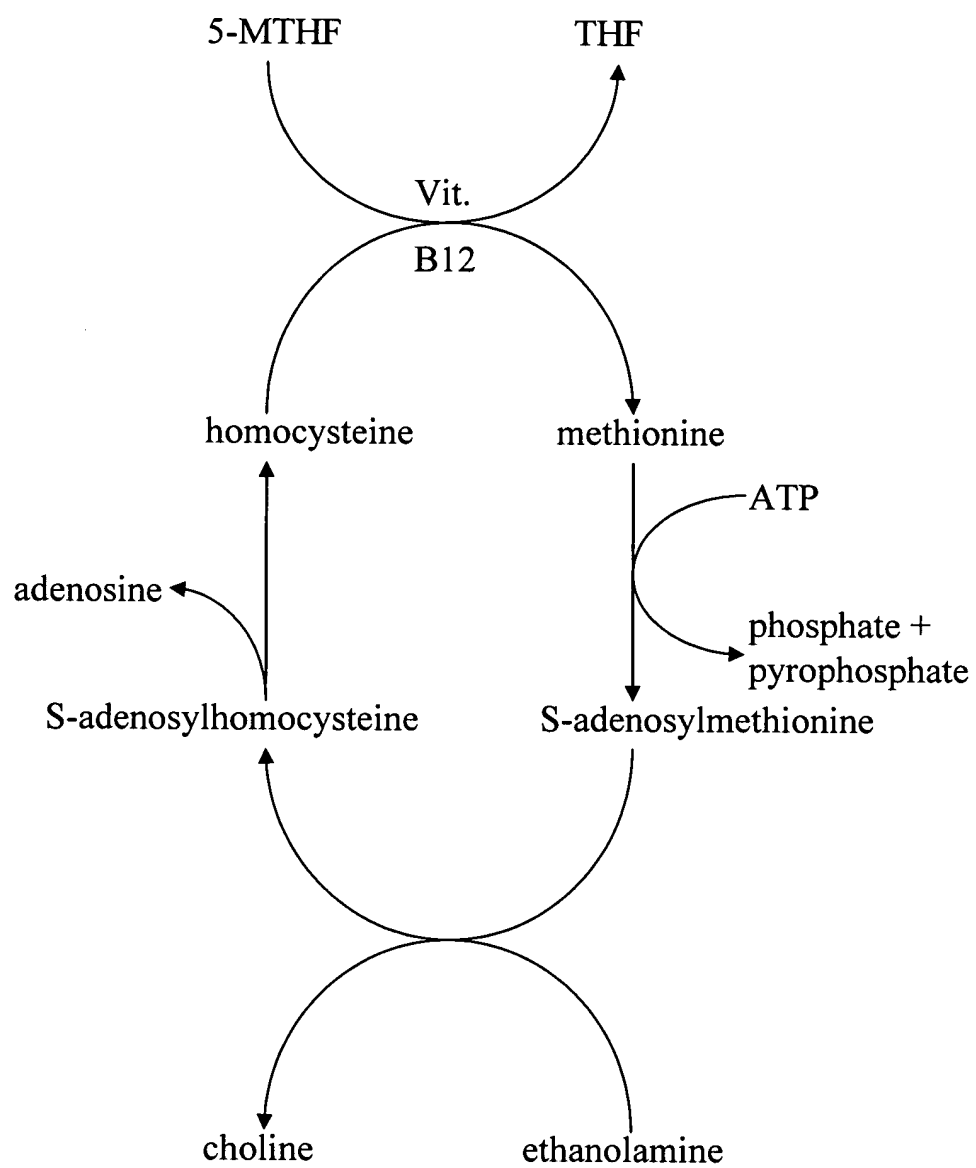 5-MTHF THF
Vit.
B12
homocysteine methionine
ATP
adenosine
phosphate +
pyrophosphate
S-adenosylhomocysteine S-adenosylmethionine
choline ethanolamine